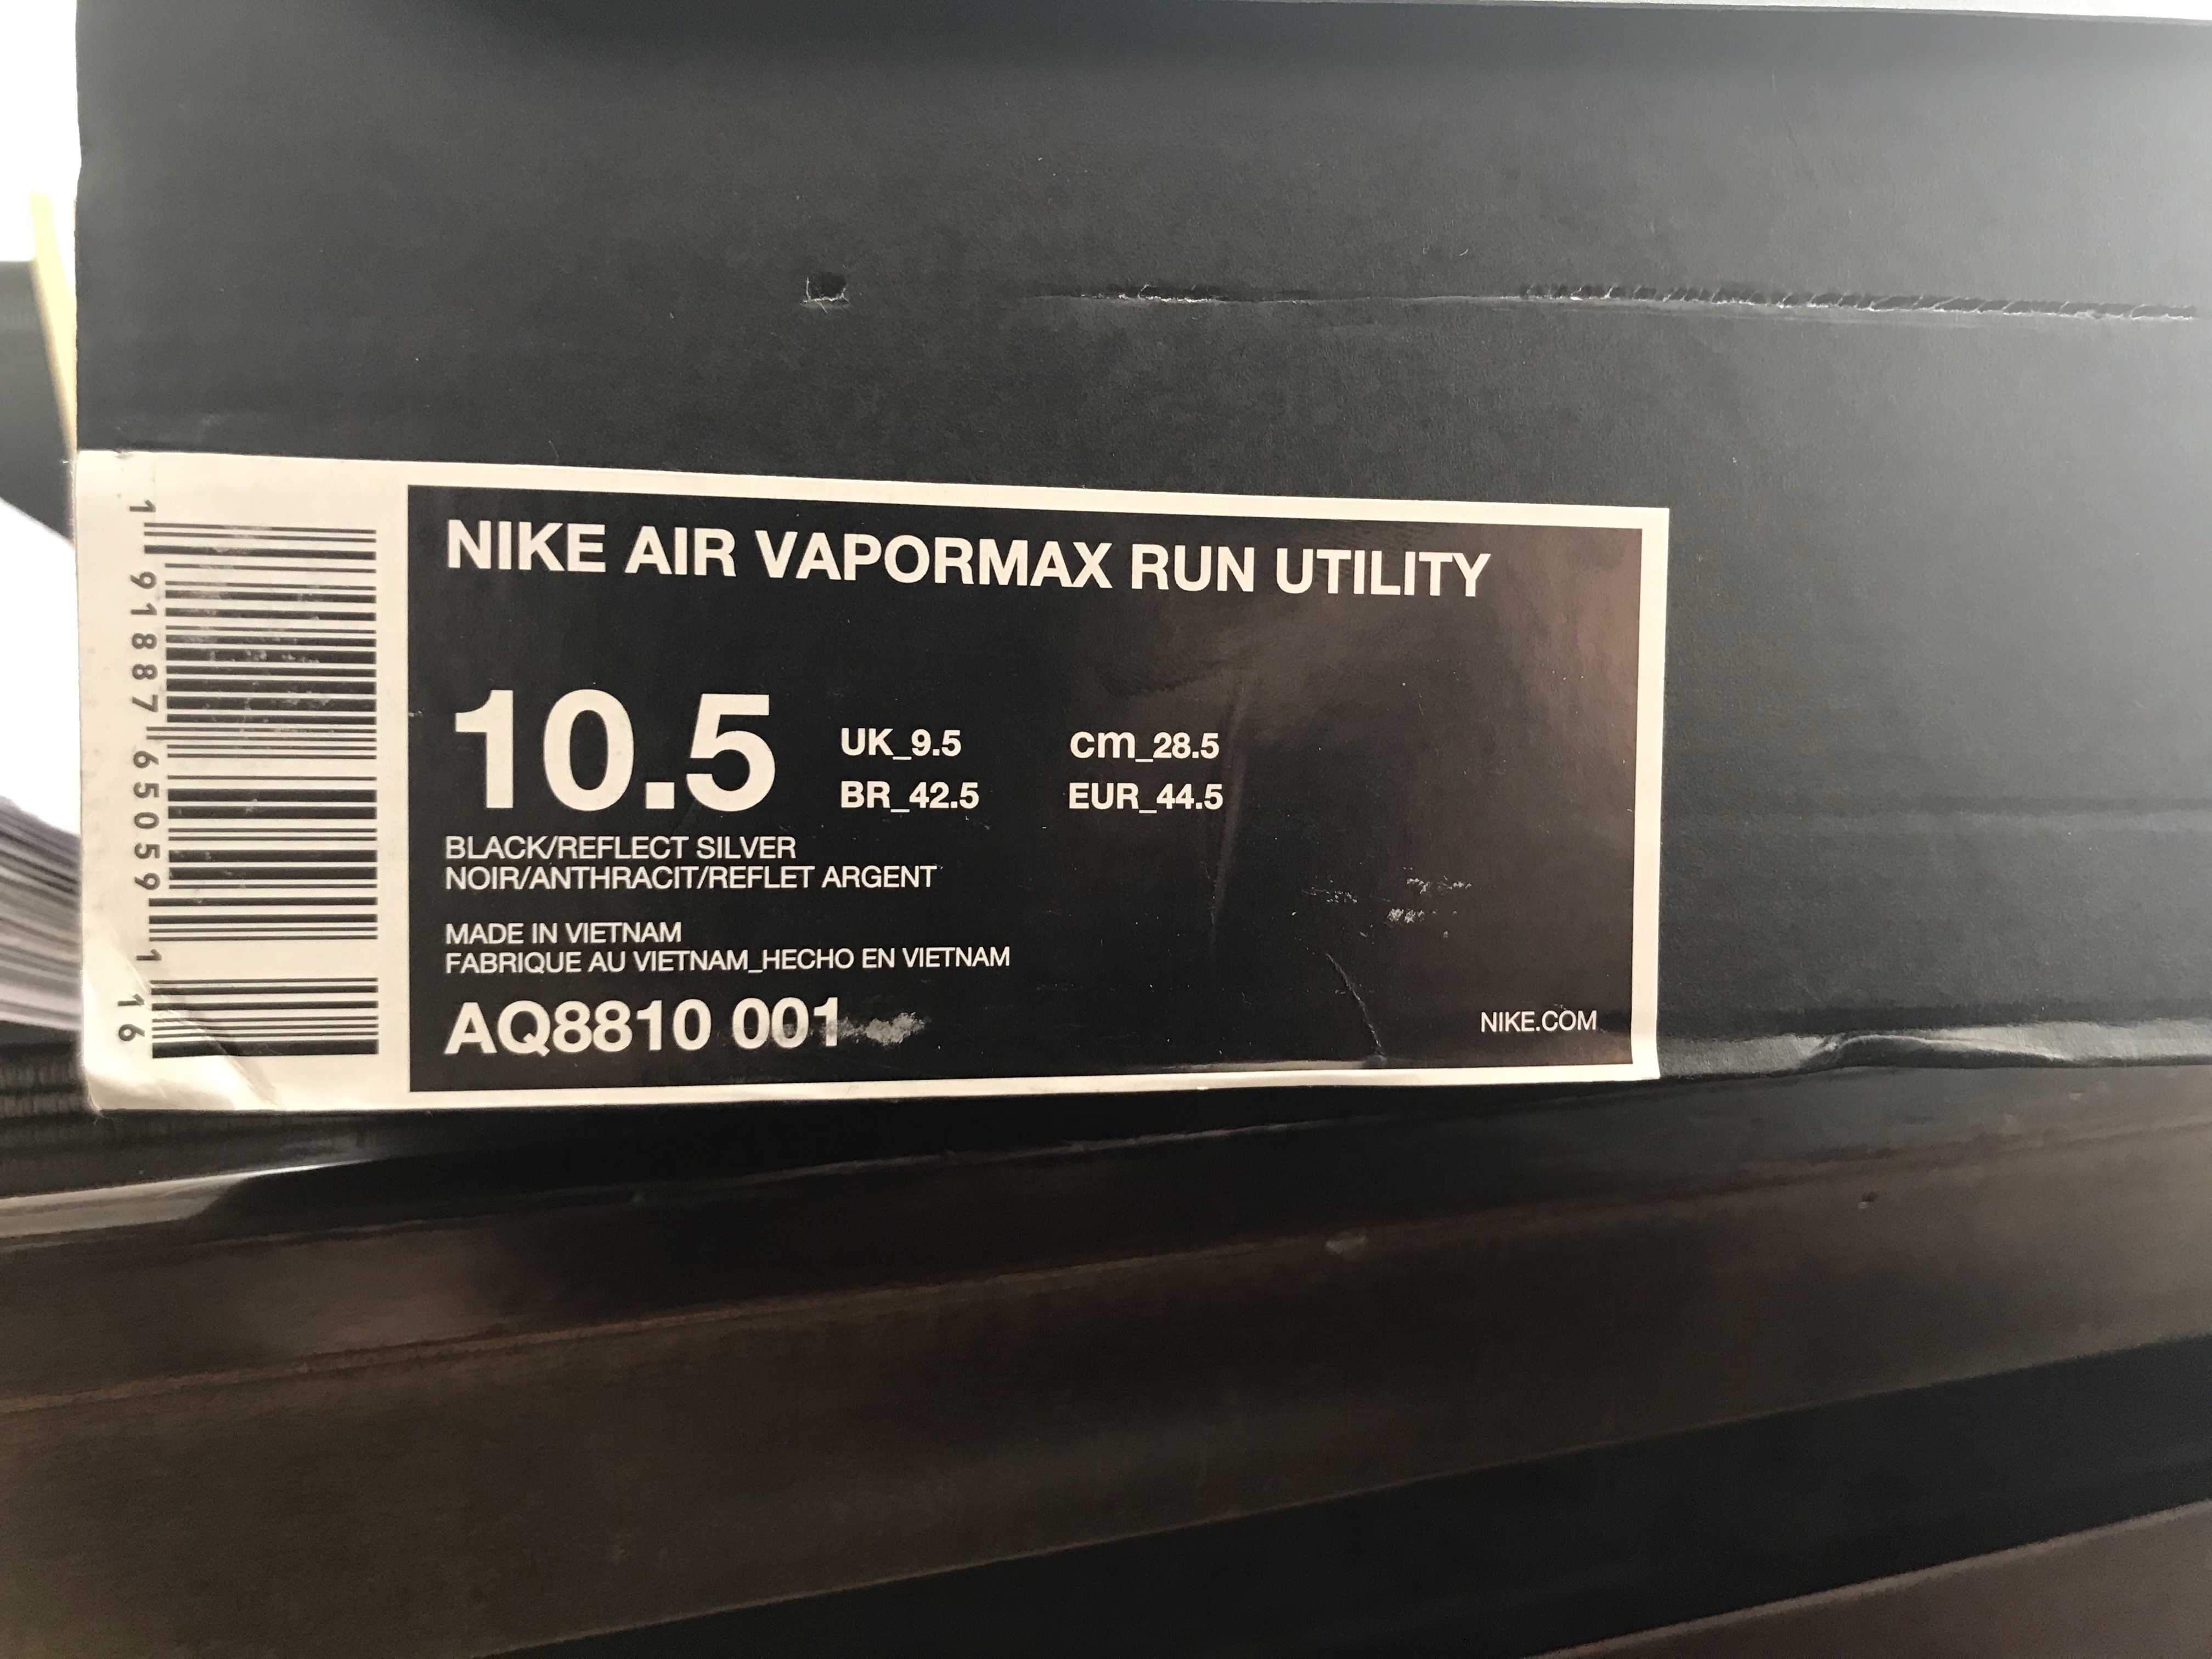 NIKE AIR VAPORMAX RUN UTILITY
10.5
UK_9.5 cm_28.5
BR_42.5 EUR_44.5
BLACK/REFLECT SILVER
NOIR/ANTHRACIT/REFLET ARGENT
MADE IN VIETNAM
FABRIQUE AU VIETNAM_HECHO EN VIETNAM
AQ8810 001
NIKE.COM
1 91887 65059 1 16